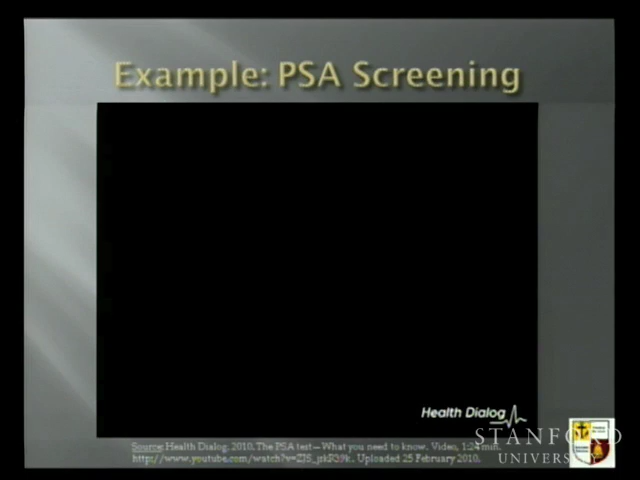 Example: PSA Screening
Health Dialog
Source: Health Dialog. 2010. The PSA test—What you need to know. Video, 1:24 min.
Uploaded 25 February 2010.
STANFORD
UNIVERSITY